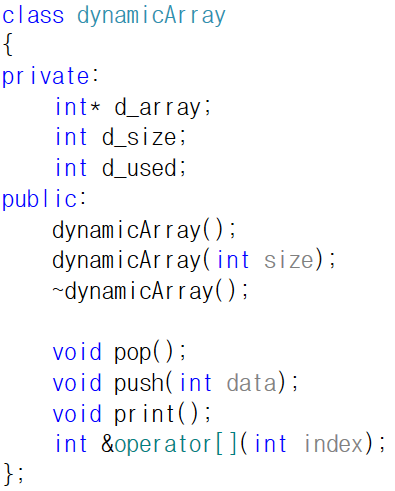 class dynamicArray
{
private:
    int* d_array;
    int d_size;
    int d_used;
public:
    dynamicArray();
    dynamicArray(int size);
    ~dynamicArray();

    void pop();
    void push(int data);
    void print();
    int &operator[](int index);
};